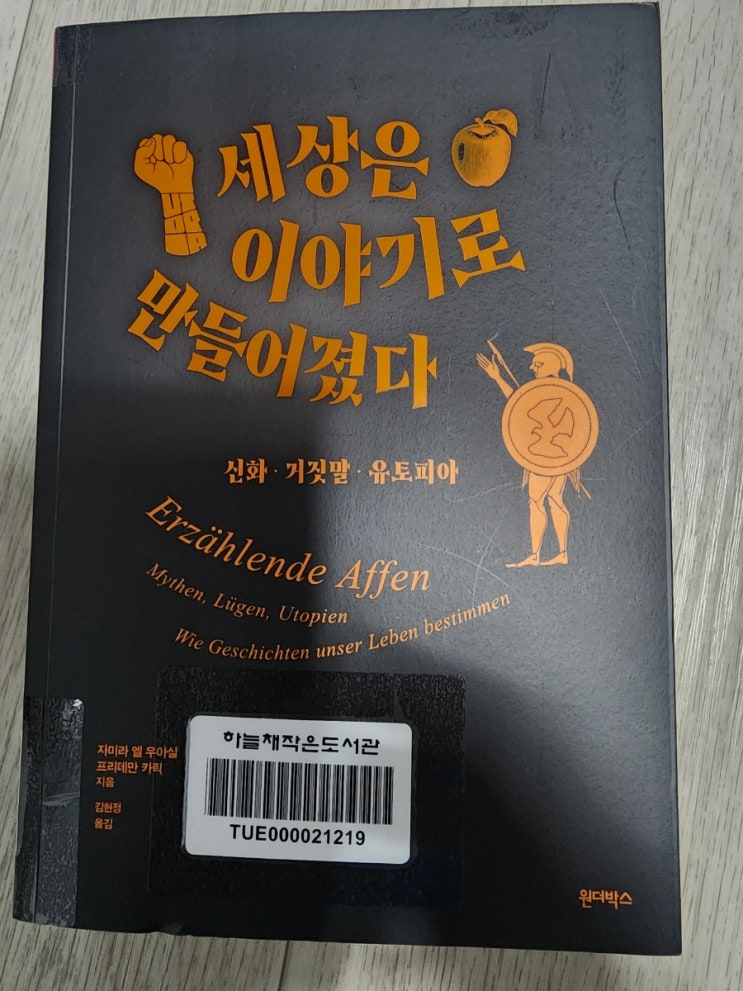 세상은
이야기로
만들어졌다
신화 · 거짓말 · 유토피아
Erzählende Affen
Mythen, Lügen, Utopien
Wie Geschichten unser Leben bestimmen
자미라 엘 우아실
프리데만 카릭
지음
김현정
옮김
하늘채작은도서관
TUE000021219
원더박스